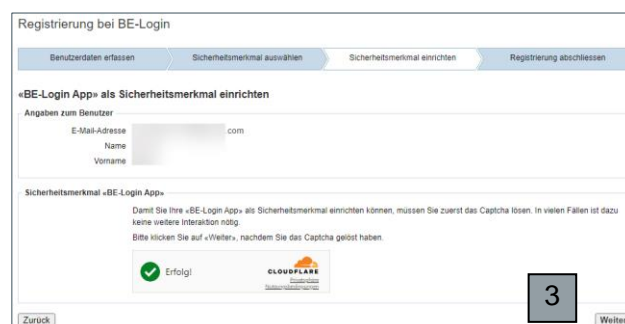 Registrierung bei BE-Login
Benutzerdaten erfassen
Sicherheitsmerkmal auswählen
Sicherheitsmerkmal einrichten
Registrierung abschliessen
«BE-Login App» als Sicherheitsmerkmal einrichten
Angaben zum Benutzer
E-Mail-Adresse .com
Name
Vorname
Sicherheitsmerkmal «BE-Login App»
Damit Sie Ihre «BE-Login App» als Sicherheitsmerkmal einrichten können, müssen Sie zuerst das Captcha lösen. In vielen Fällen ist dazu
keine weitere Interaktion nötig.
Bitte klicken Sie auf «Weiter», nachdem Sie das Captcha gelöst haben.
Erfolg!
CLOUDFLARE
Privatsphäre
Nutzungsbedingungen
3
Zurück
Weiter